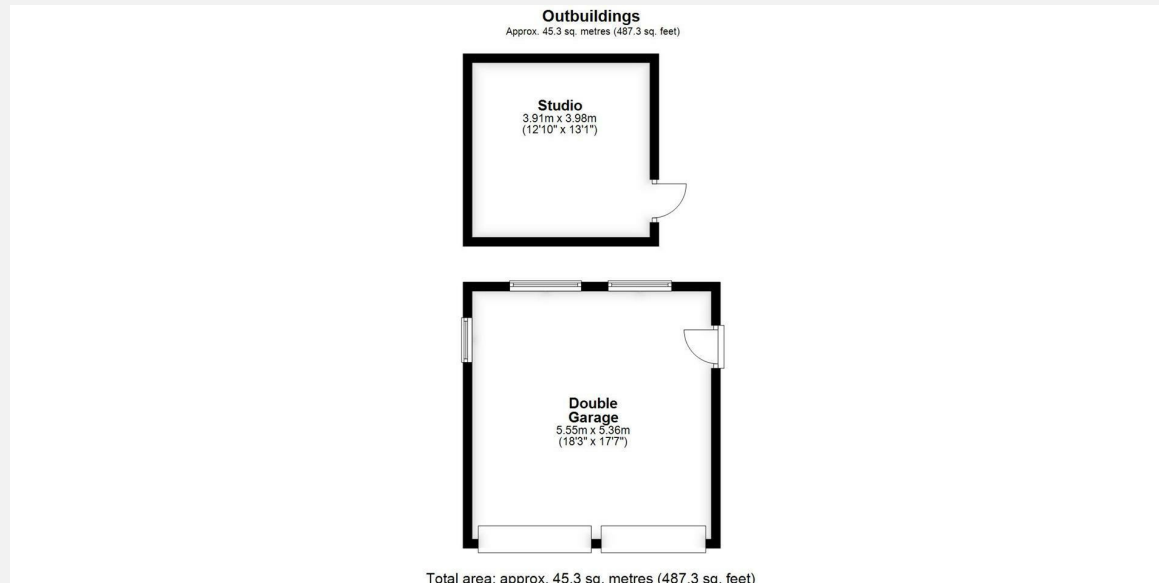 Outbuildings
Approx. 45.3 sq. metres (487.3 sq. feet)
Studio
3.91m x 3.98m
(12'10" x 13'1")
Double
Garage
5.55m x 5.36m
(18'3" x 17'7")
Total area: approx. 45.3 sq. metres (487.3 sq. feet)